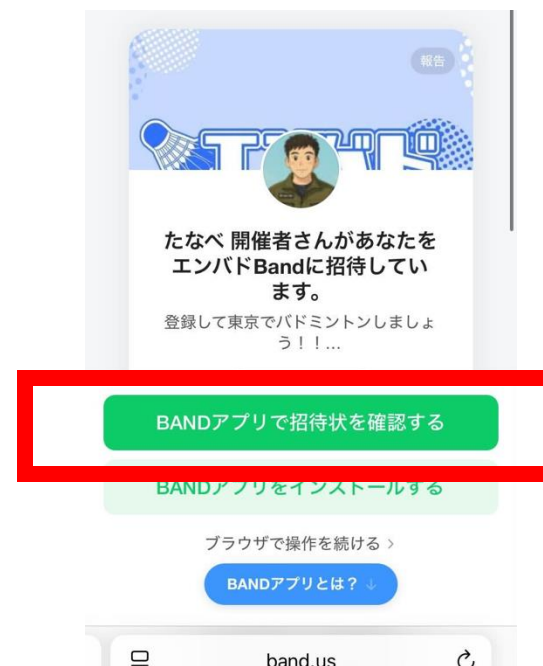 報告
エンバド
たなべ 開催者さんがあなたを
エンバドBandに招待してい
ます。
登録して東京でバドミントンしましょ
う！！...
BANDアプリで招待状を確認する
BANDアプリをインストールする
ブラウザで操作を続ける >
BANDアプリとは？ ↓
band.us